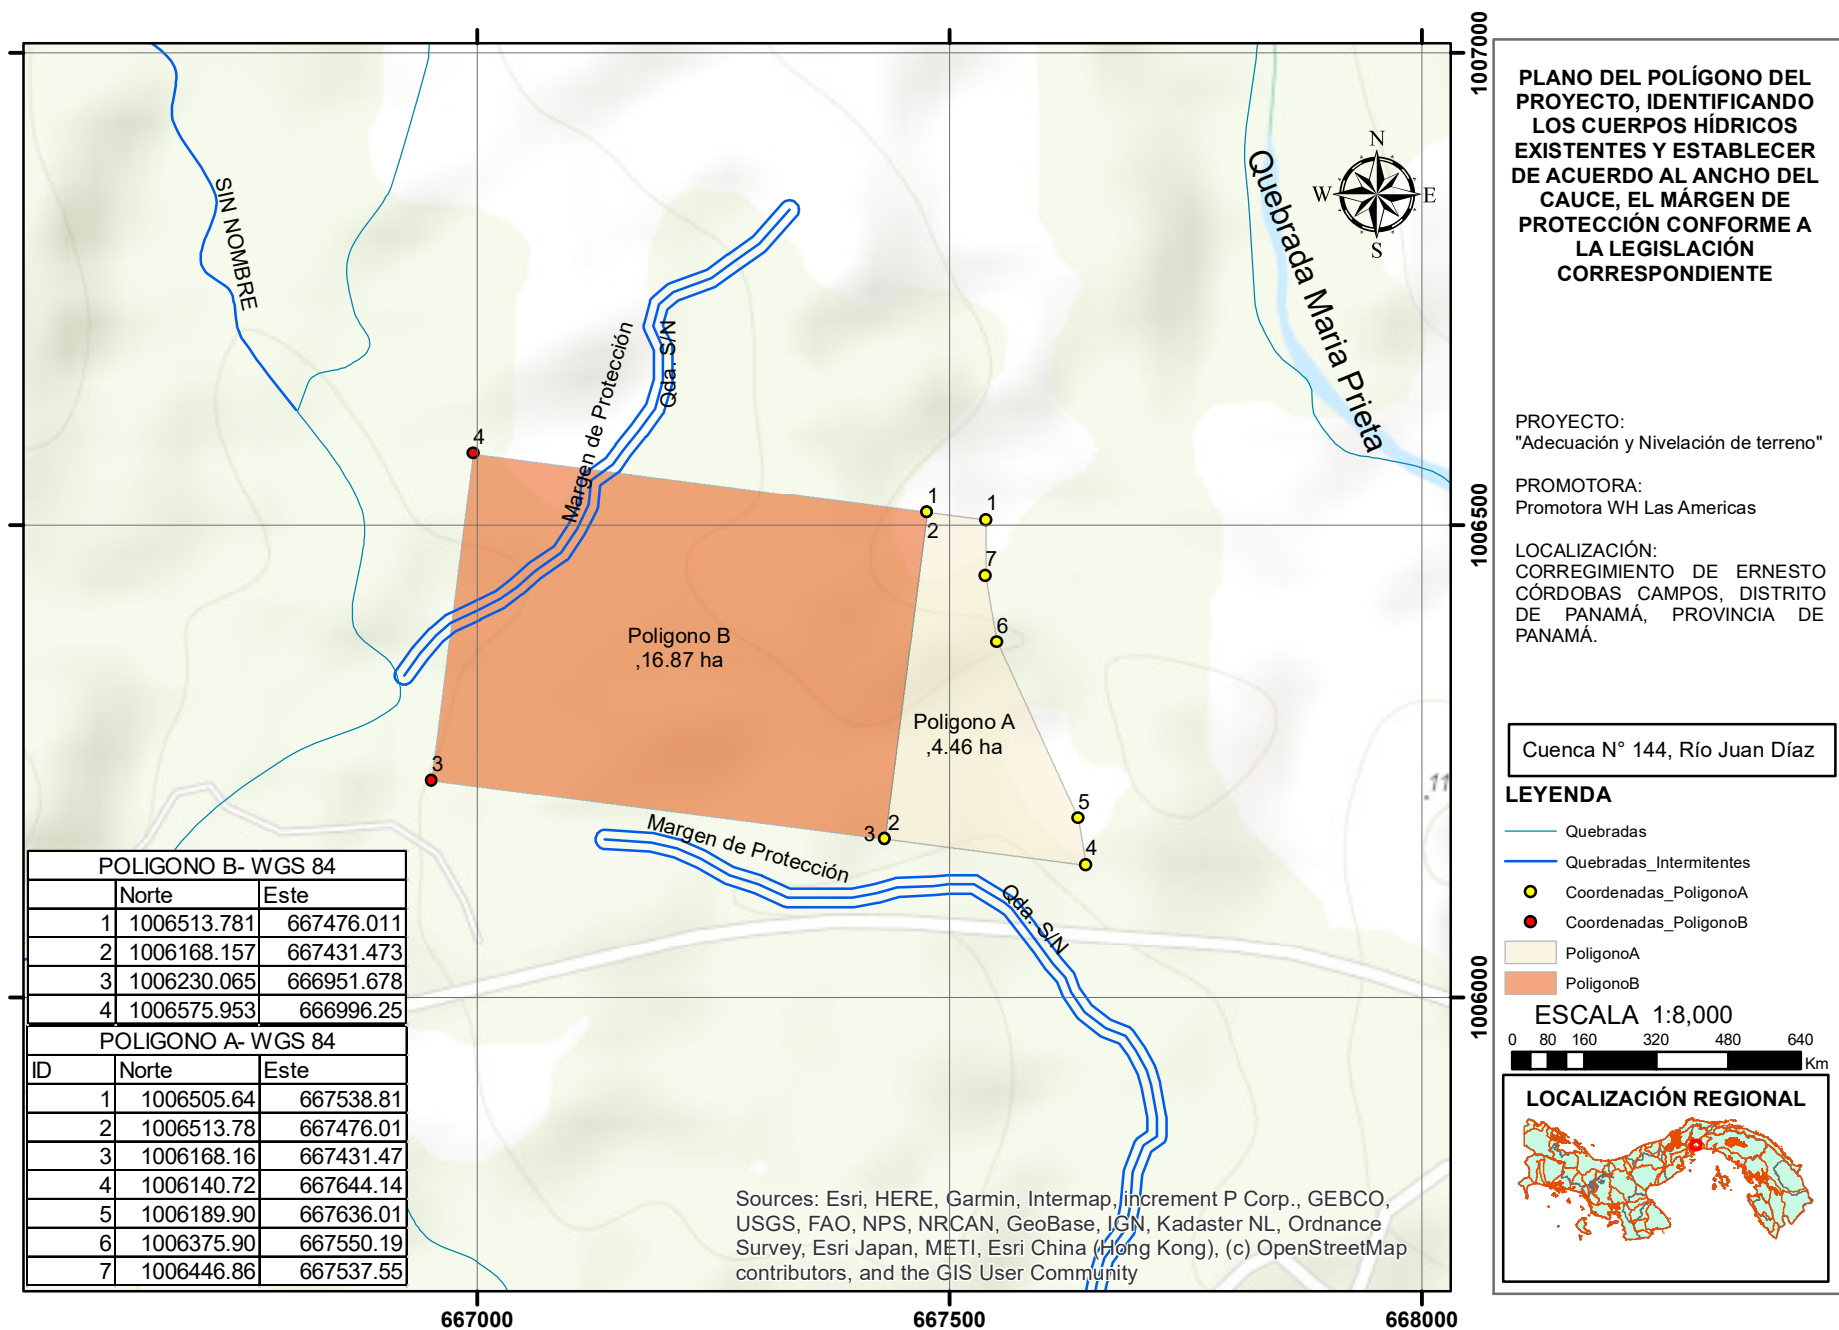 1007000
1006500
1006000
667000
667500
668000
SIN NOMBRE
Margen de Protección
Qda. S/N
Quebrada Maria Prieta
N
W
E
S
4
1
2
1
7
6
5
4
3
3
2
Poligono B
,16.87 ha
Poligono A
,4.46 ha
Margen de Protección
Qda. S/N
POLIGONO B- WGS 84
Norte Este
1 1006513.781 667476.011
2 1006168.157 667431.473
3 1006230.065 666951.678
4 1006575.953 666996.25
POLIGONO A- WGS 84
ID Norte Este
1 1006505.64 667538.81
2 1006513.78 667476.01
3 1006168.16 667431.47
4 1006140.72 667644.14
5 1006189.90 667636.01
6 1006375.90 667550.19
7 1006446.86 667537.55
Sources: Esri, HERE, Garmin, Intermap, increment P Corp., GEBCO,
USGS, FAO, NPS, NRCAN, GeoBase, IGN, Kadaster NL, Ordnance
Survey, Esri Japan, METI, Esri China (Hong Kong), (c) OpenStreetMap
contributors, and the GIS User Community
PLANO DEL POLÍGONO DEL
PROYECTO, IDENTIFICANDO
LOS CUERPOS HÍDRICOS
EXISTENTES Y ESTABLECER
DE ACUERDO AL ANCHO DEL
CAUCE, EL MÁRGEN DE
PROTECCIÓN CONFORME A
LA LEGISLACIÓN
CORRESPONDIENTE
PROYECTO:
"Adecuación y Nivelación de terreno"
PROMOTORA:
Promotora WH Las Americas
LOCALIZACIÓN:
CORREGIMIENTO DE ERNESTO
CÓRDOBAS CAMPOS, DISTRITO
DE PANAMÁ, PROVINCIA DE
PANAMÁ.
Cuenca N° 144, Río Juan Díaz
LEYENDA
Quebradas
Quebradas_Intermitentes
Coordenadas_PoligonoA
Coordenadas_PoligonoB
PoligonoA
PoligonoB
ESCALA 1:8,000
0 80 160 320 480 640
Km
LOCALIZACIÓN REGIONAL